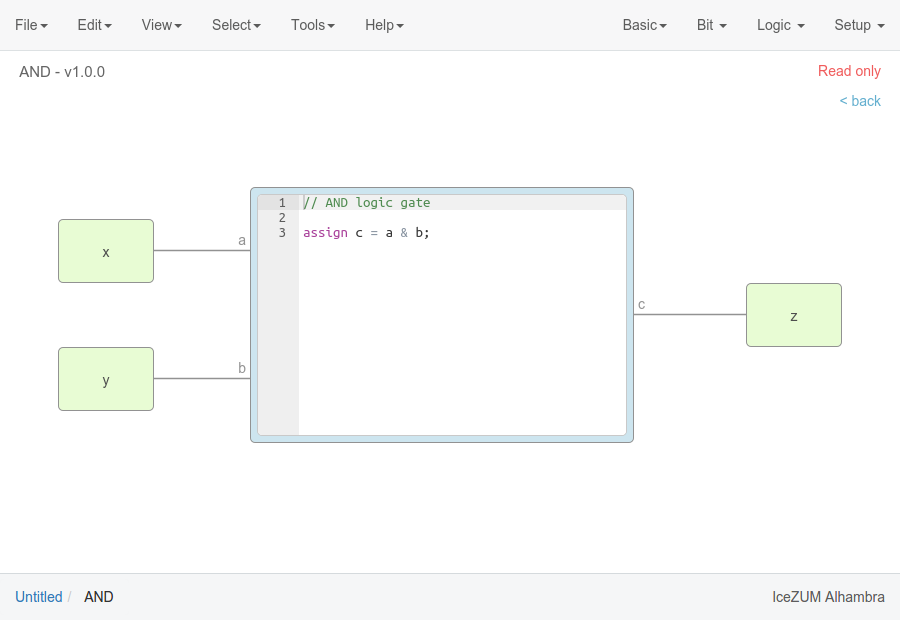 File Edit View Select Tools Help Basic Bit Logic Setup
AND - v1.0.0
Read only
< back
1 // AND logic gate
2
3 assign c = a & b;
x
a
y
b
c
z
Untitled / AND
IceZUM Alhambra